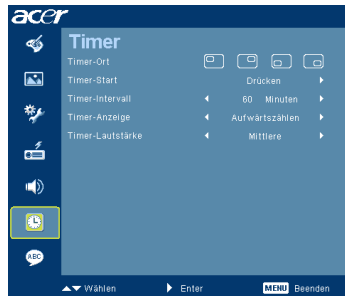 acer
Timer
Timer-Ort
Timer-Start Drücken
Timer-Intervall 60 Minuten
Timer-Anzeige Aufwärtszählen
Timer-Lautstärke Mittlere
ABC
Wählen Enter MENU Beenden